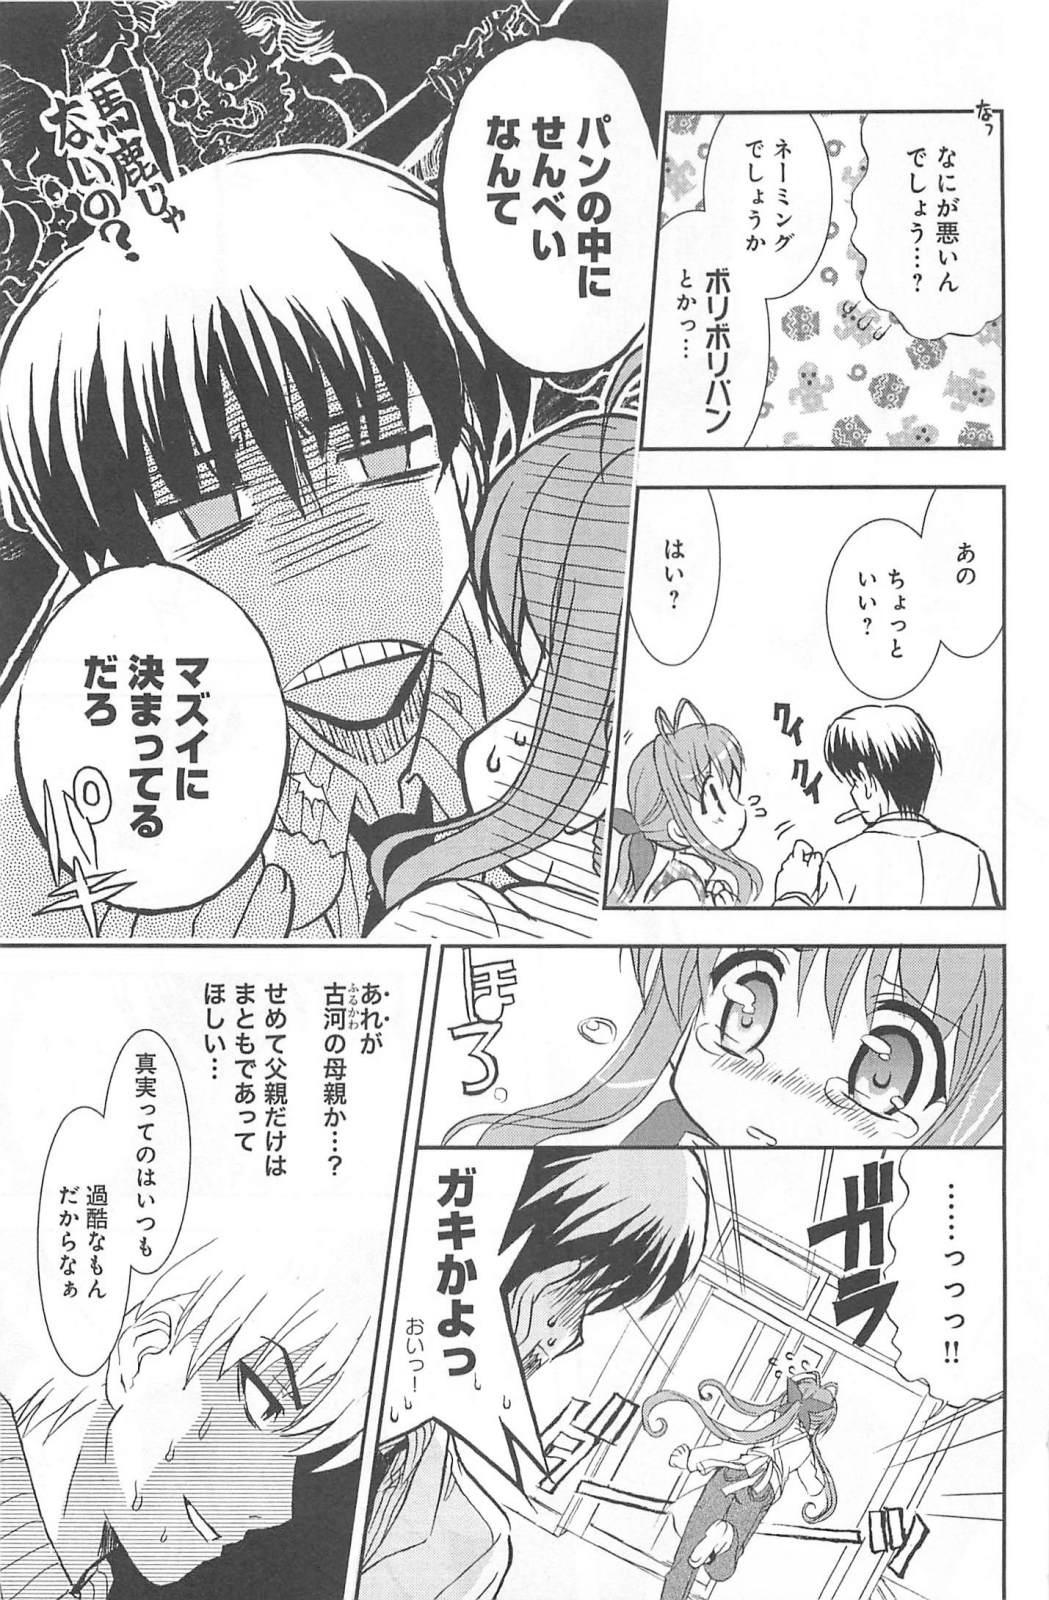 なっ
なにが悪いん
でしょう…?
ネーミング
でしょうか
ボリボリパン
とかっ…
あの
ちょっと
いい?
クイクイ
はい?
パンの中に
せんべい
なんて
馬鹿じゃ
ないの?
マズイに
決まってる
だろ
ほろ
……っっっ!!
ガラッ
ガキかよっ
おいっ!
あれが
古河の母親か…?
ふるかわ
せめて父親だけは
まともであって
ほしい…
真実ってのはいつも
過酷なもん
だからなぁ